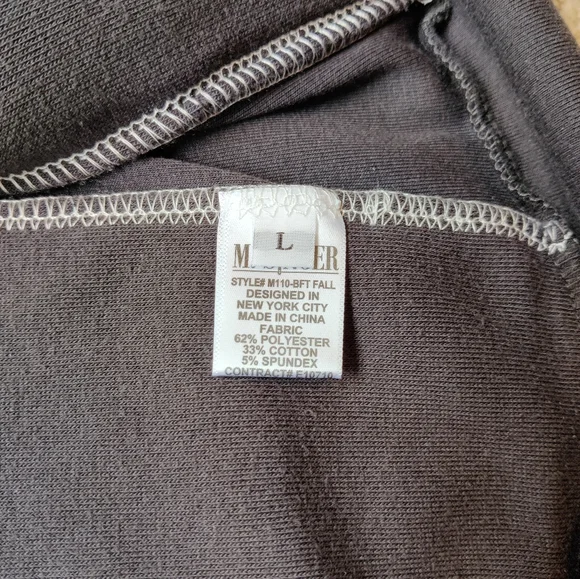 L
STYLE# M110-BFT FALL
DESIGNED IN
NEW YORK CITY
MADE IN CHINA
FABRIC
62% POLYESTER
33% COTTON
5% SPUNDEX
CONTRACT# E10710